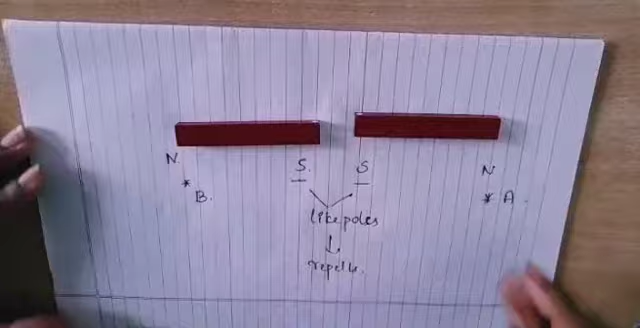 N S. S N
* B. * A.
like poles
↓
repells.